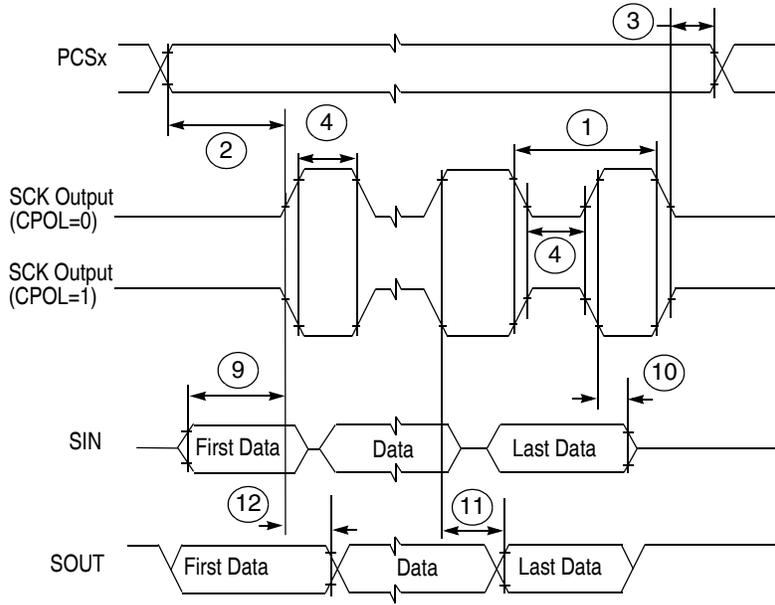 3
PCSx
2
4
1
SCK Output
(CPOL=0)
4
SCK Output
(CPOL=1)
9
10
SIN
First Data
Data
Last Data
12
11
SOUT
First Data
Data
Last Data